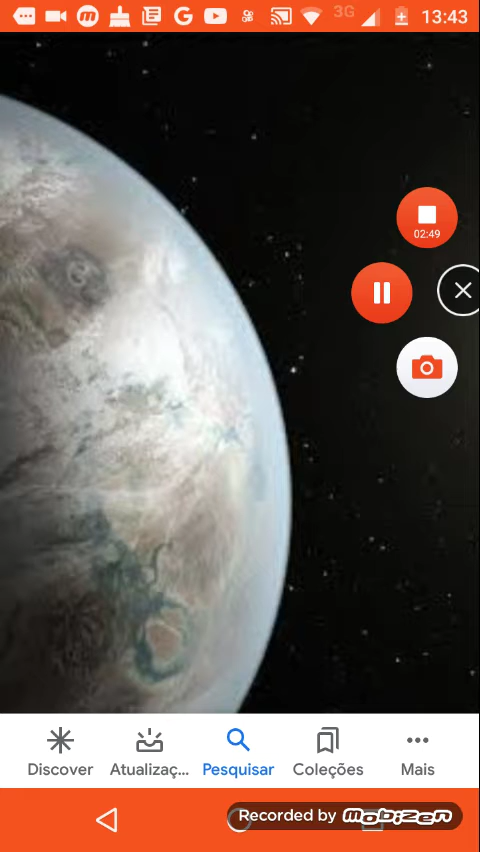 3G 13:43
02:49
Discover Atualizaç... Pesquisar Coleções Mais
Recorded by mobizen